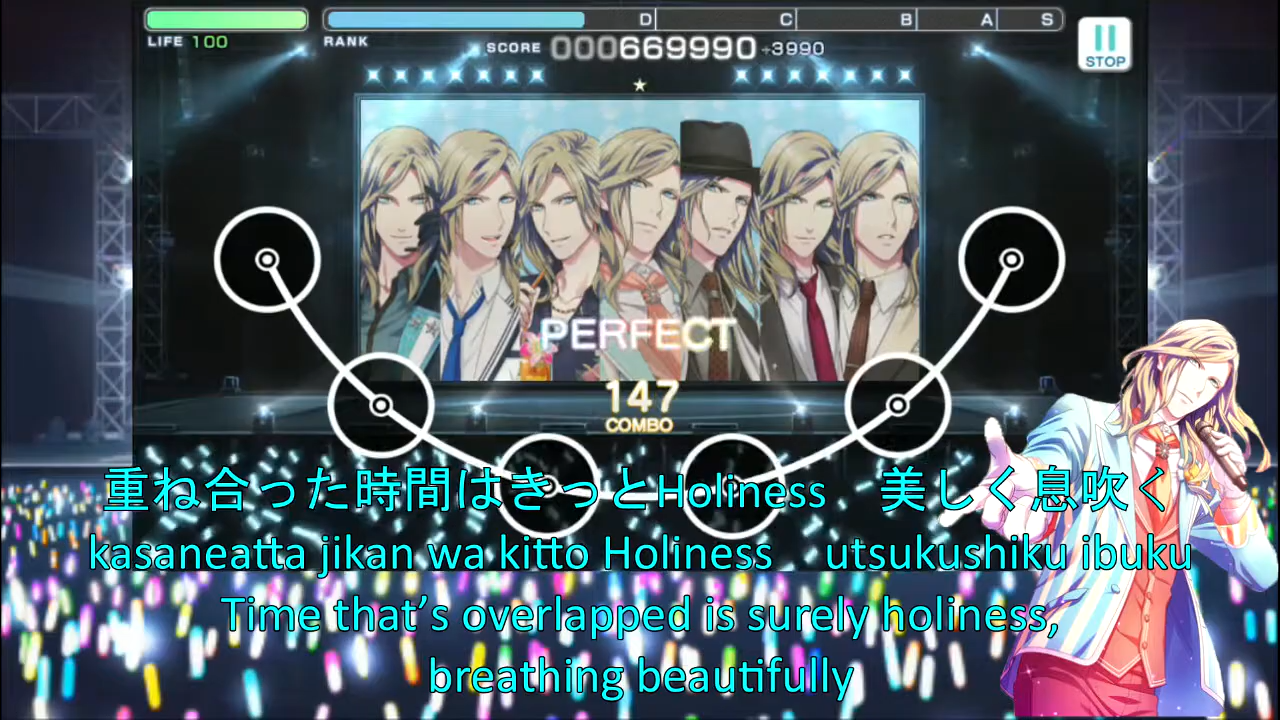 D C B A S
LIFE 100
RANK
SCORE 000669990 +3990
STOP
PERFECT
147
COMBO
重ね合った時間はきっとHoliness 美しく息吹く
kasaneatta jikan wa kitto Holiness utsukushiku ibuku
Time that's overlapped is surely holiness,
breathing beautifully